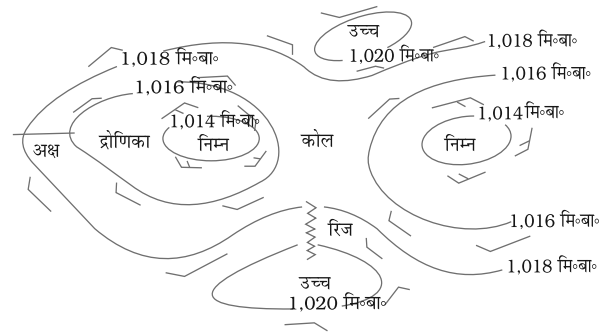 उच्च
1,020 मि॰बा॰
1,018 मि॰बा॰
1,018 मि॰बा॰
1,016 मि॰बा॰
1,016 मि॰बा॰
1,014 मि॰बा॰
1,014 मि॰बा॰
अक्ष
द्रोणिका
निम्न
कोल
निम्न
1,016 मि॰बा॰
रिज
1,018 मि॰बा॰
उच्च
1,020 मि॰बा॰